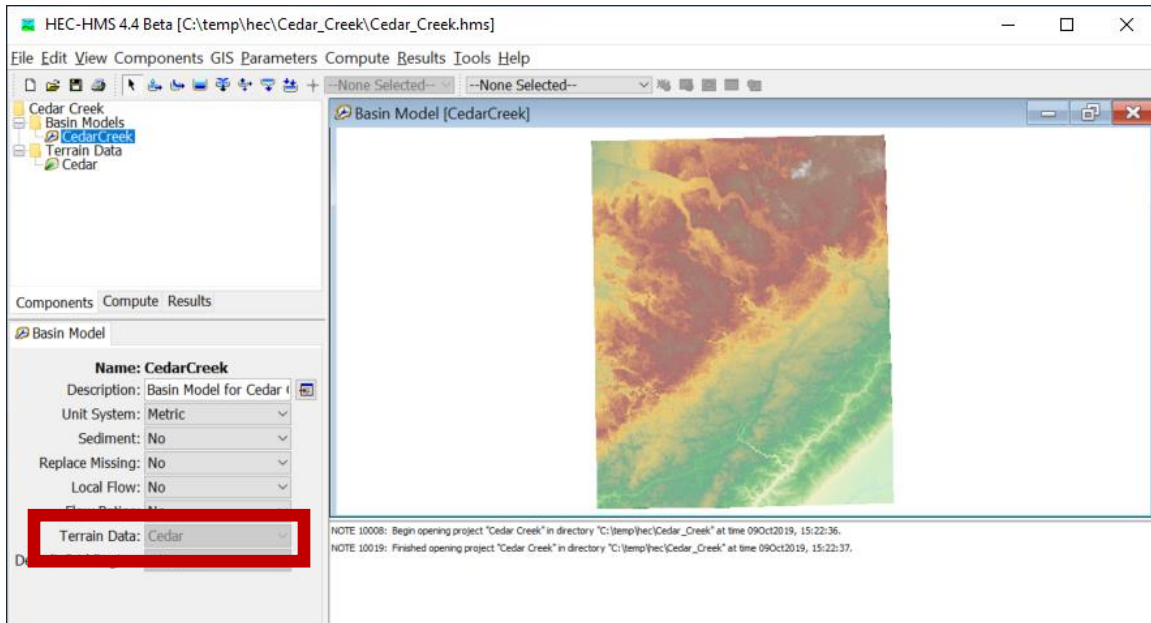 HEC-HMS 4.4 Beta [C:\temp\hec\Cedar_Creek\Cedar_Creek.hms]
File Edit View Components GIS Parameters Compute Results Tools Help
--None Selected-- --None Selected--
Cedar Creek
Basin Models
CedarCreek
Terrain Data
Cedar
Basin Model [CedarCreek]
Components Compute Results
Basin Model
Name: CedarCreek
Description: Basin Model for Cedar
Unit System: Metric
Sediment: No
Replace Missing: No
Local Flow: No
Terrain Data: Cedar
NOTE 10008: Begin opening project "Cedar Creek" in directory "C:\temp\hec\Cedar_Creek" at time 09Oct2019, 15:22:36.
NOTE 10019: Finished opening project "Cedar Creek" in directory "C:\temp\hec\Cedar_Creek" at time 09Oct2019, 15:22:37.